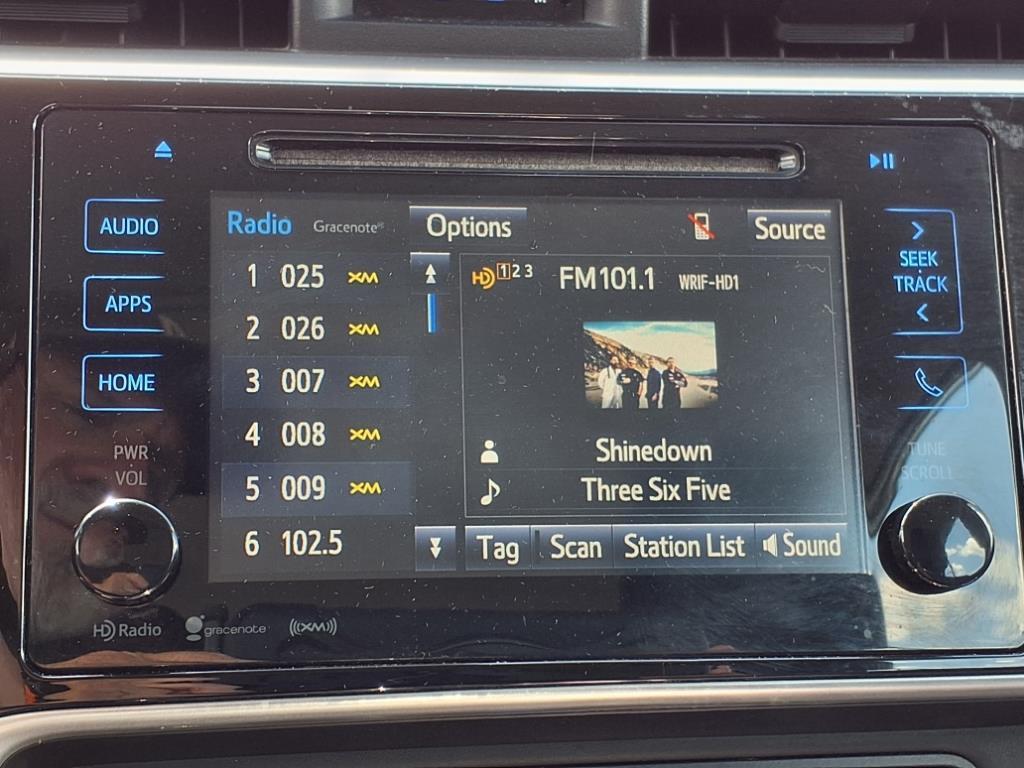 AUDIO
APPS
HOME
PWR
VOL
Radio Gracenote® Options Source
1 025 XM
2 026 XM
3 007 XM
4 008 XM
5 009 XM
6 102.5
HD 1 2 3 FM 101.1 WRIF-HD1
Shinedown
Three Six Five
Tag Scan Station List Sound
SEEK
TRACK
TUNE
SCROLL
HD Radio gracenote ((XM))